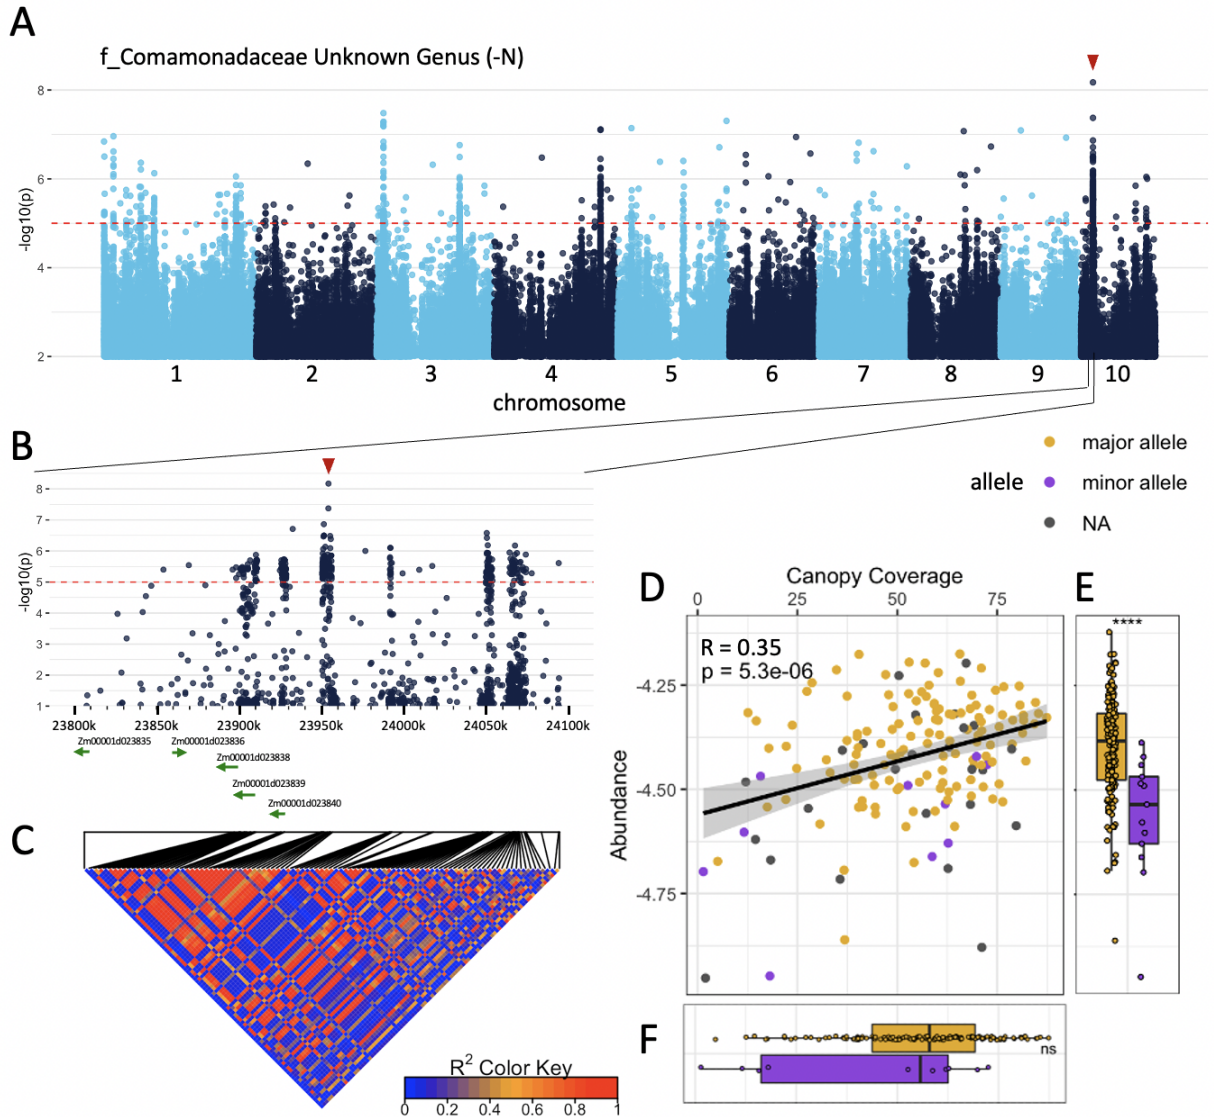 A
f_Comamonadaceae Unknown Genus (-N)
8
6
4
2
-log10(p)
1 2 3 4 5 6 7 8 9 10
chromosome
B
8
7
6
5
4
3
2
1
-log10(p)
23800k 23850k 23900k 23950k 24000k 24050k 24100k
Zm00001d023835 Zm00001d023836
Zm00001d023838
Zm00001d023839
Zm00001d023840
allele
major allele
minor allele
NA
C
R2 Color Key
0 0.2 0.4 0.6 0.8 1
D
Canopy Coverage
0 25 50 75
R = 0.35
p = 5.3e-06
-4.25
-4.50
-4.75
Abundance
E
****
F
ns